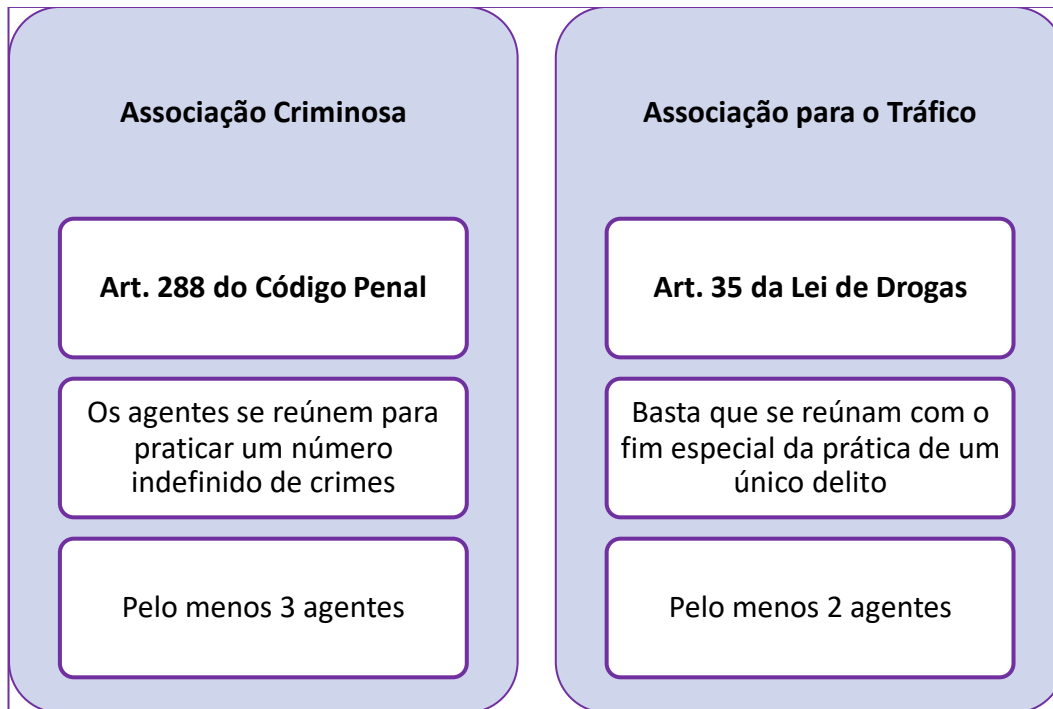 Associação Criminosa
Art. 288 do Código Penal
Os agentes se reúnem para
praticar um número
indefinido de crimes
Pelo menos 3 agentes
Associação para o Tráfico
Art. 35 da Lei de Drogas
Basta que se reúnam com o
fim especial da prática de um
único delito
Pelo menos 2 agentes